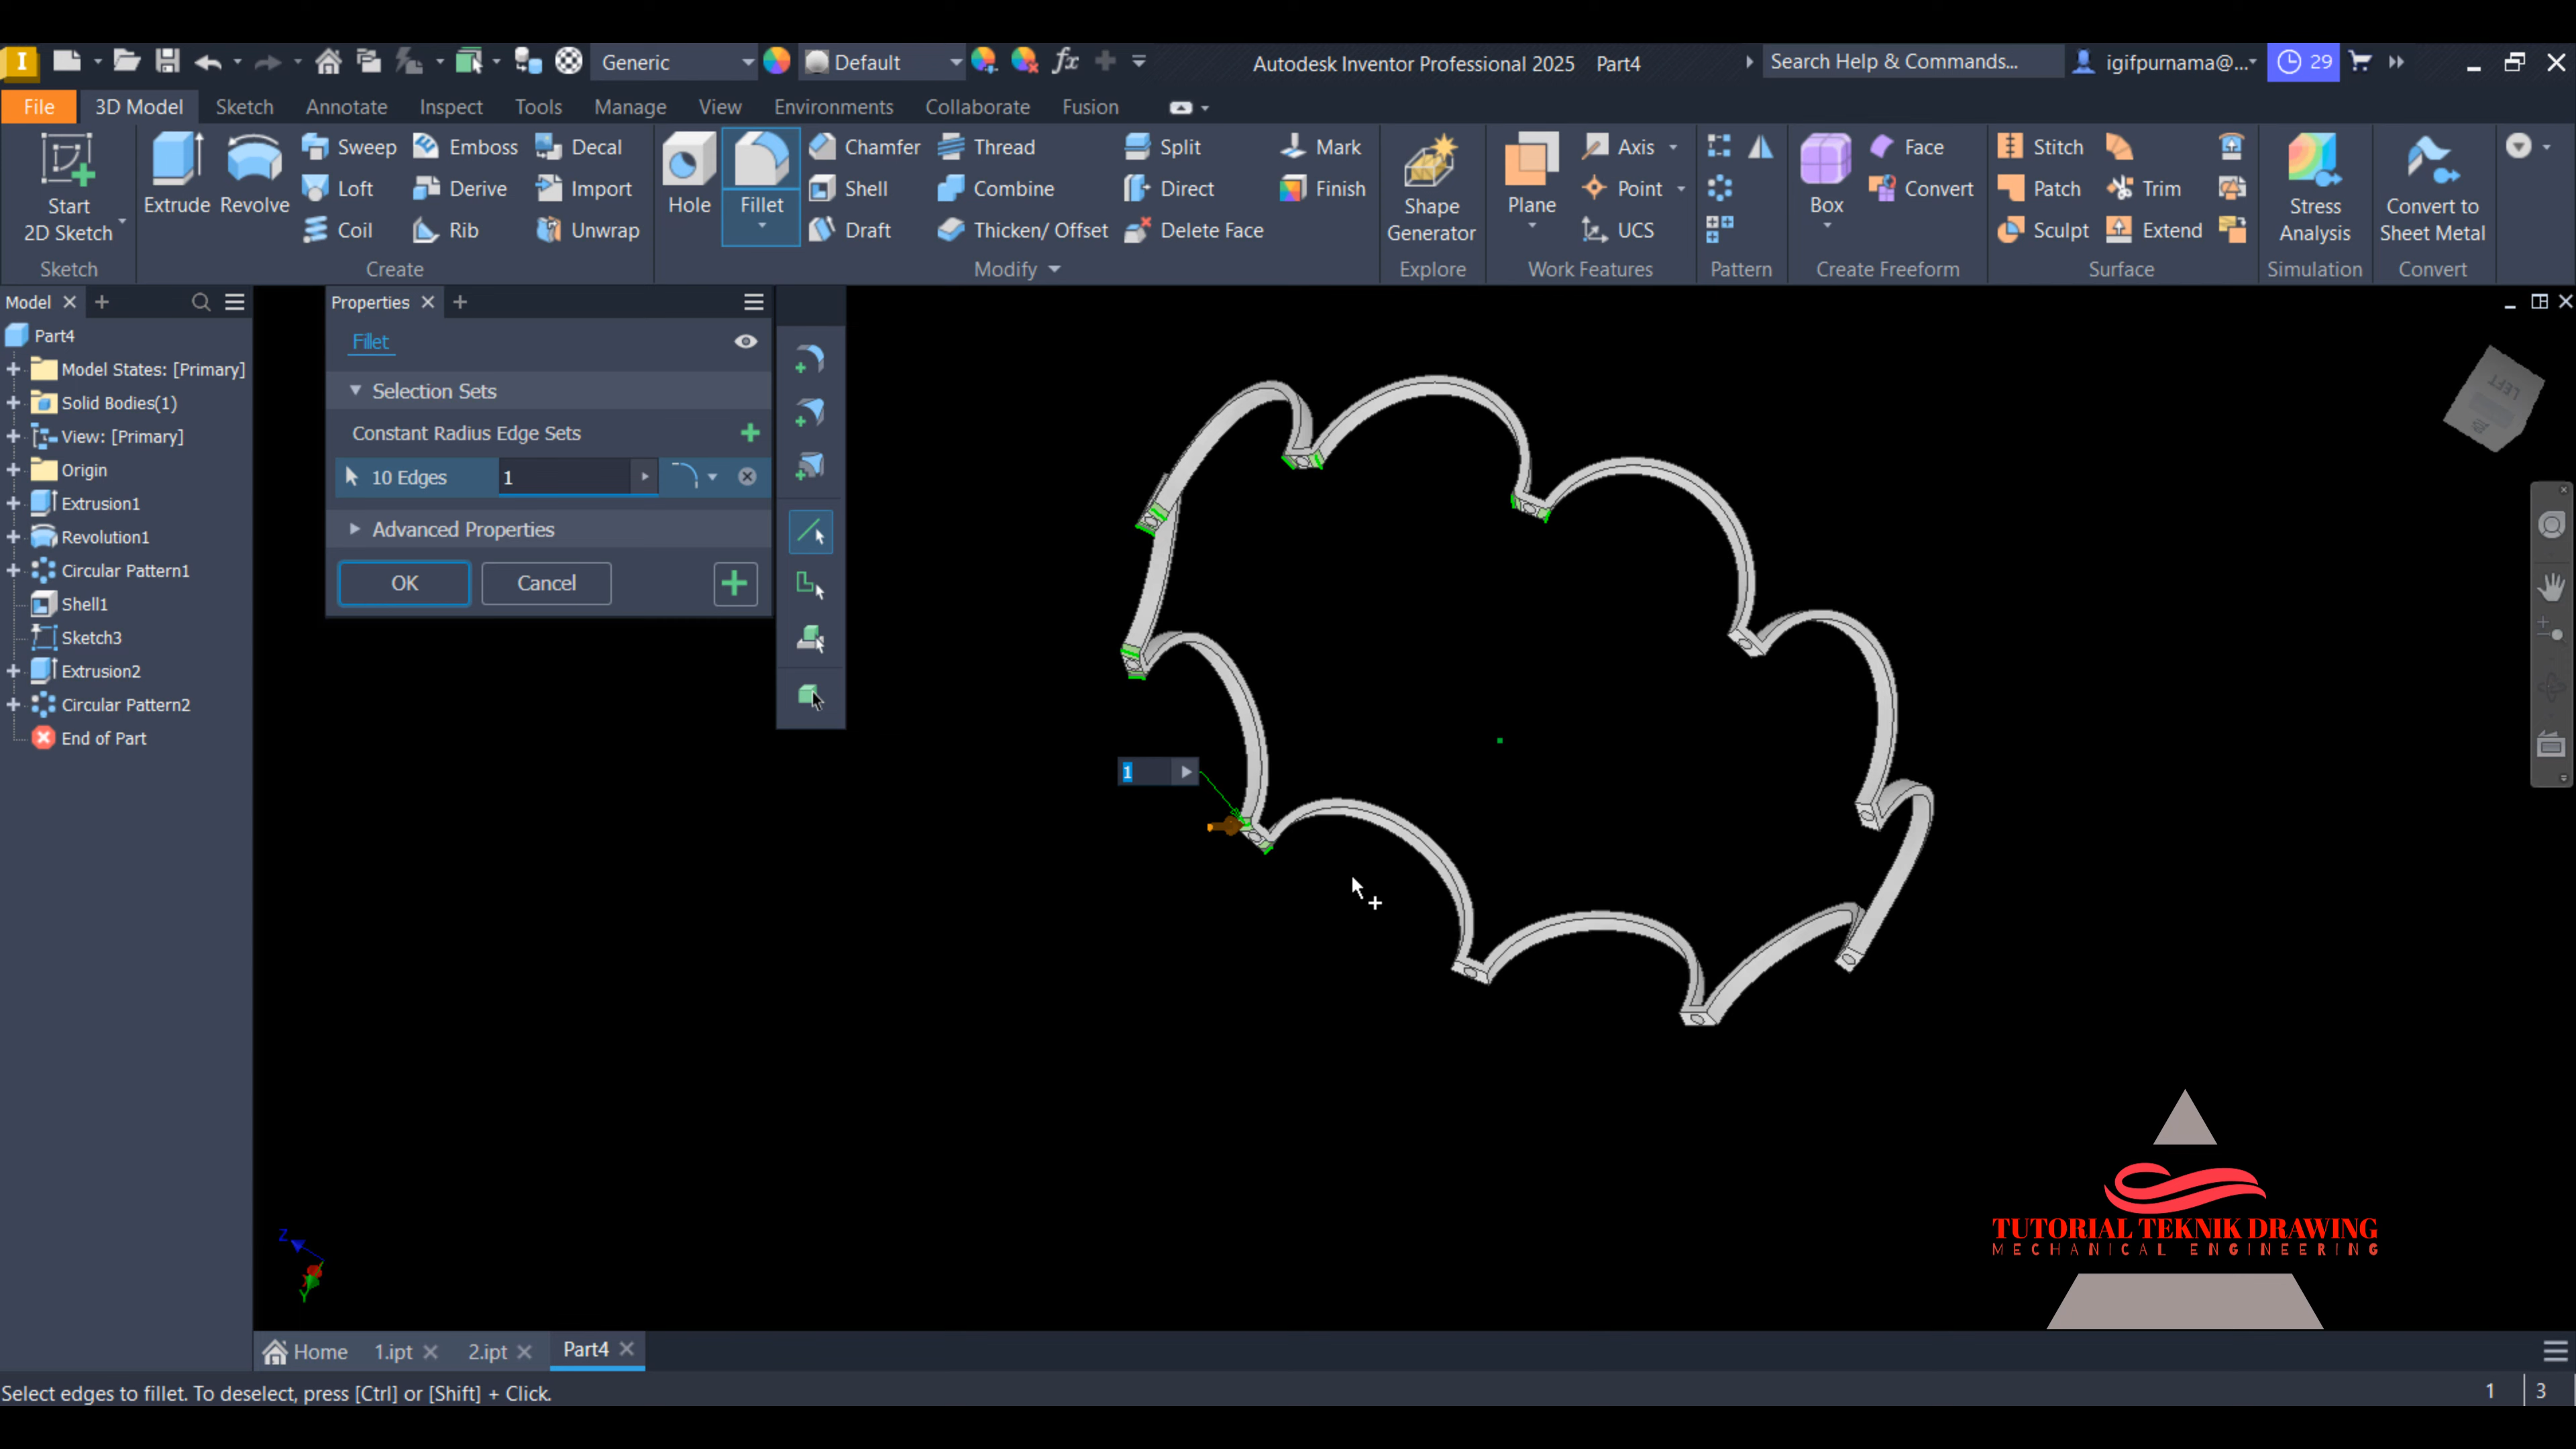 I Generic Default fx Autodesk Inventor Professional 2025 Part4 Search Help & Commands... igifpurnama@... 29
File 3D Model Sketch Annotate Inspect Tools Manage View Environments Collaborate Fusion
Start 2D Sketch
Extrude Revolve
Sweep Emboss Decal
Loft Derive Import
Coil Rib Unwrap
Hole Fillet
Chamfer Thread Split Mark
Shell Combine Direct Finish
Draft Thicken/ Offset Delete Face
Shape Generator
Plane Axis Point UCS
Box Face Convert
Stitch Patch Trim
Sculpt Extend
Stress Analysis
Convert to Sheet Metal
Sketch Create Modify Explore Work Features Pattern Create Freeform Surface Simulation Convert
Model
Part4
Model States: [Primary]
Solid Bodies(1)
View: [Primary]
Origin
Extrusion1
Revolution1
Circular Pattern1
Shell1
Sketch3
Extrusion2
Circular Pattern2
End of Part
Properties
Fillet
Selection Sets
Constant Radius Edge Sets
10 Edges 1
Advanced Properties
OK Cancel
1
LEFT
Z
Y
TUTORIAL TEKNIK DRAWING
MECHANICAL ENGINEERING
Home 1.ipt 2.ipt Part4
Select edges to fillet. To deselect, press [Ctrl] or [Shift] + Click.
1 3